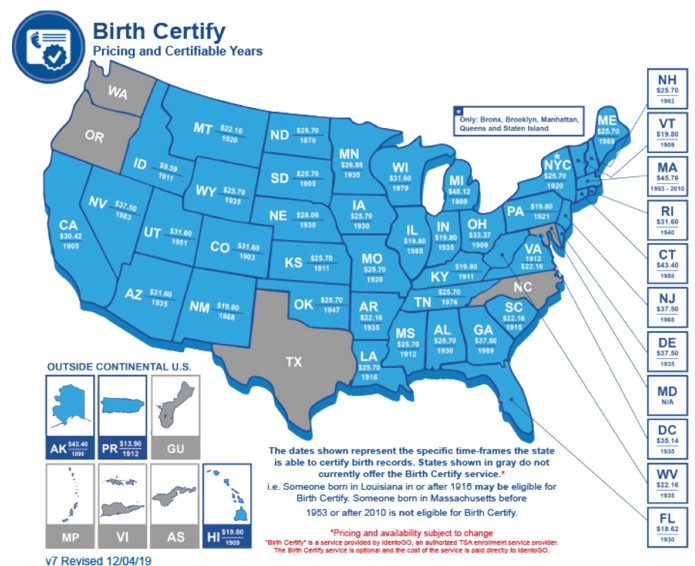 Birth Certify
Pricing and Certifiable Years
WA
OR
MT $22.16 1920
ID $9.59 1911
ND $25.70 1870
SD $25.70 1905
MN $26.88 1935
WI $31.60 1979
MI $48.12 1989
*
Only: Bronx, Brooklyn, Manhattan,
Queens and Staten Island
NYC* $25.70 1920
ME $25.70 1988
WY 1935
NV $37.50 1983
UT $31.60 1951
CA $30.42 1905
CO $31.60 1903
NE $28.06 1930
IA $25.70 1930
IL $19.80 1985
IN $19.80 1935
OH $33.37 1909
PA $19.80 1921
VA 1912 $22.16
KS $25.70 1911
MO $25.70 1920
KY $19.80 1911
NC
AZ $31.60 1935
NM $19.80 1868
OK $25.70 1947
AR $22.16 1935
TN $25.70 1976
SC $22.16 1915
MS $25.70 1912
AL $25.70 1930
GA $37.50 1989
TX
LA $25.70 1916
NH
$25.70
1982
VT
$19.80
1909
MA
$45.76
1953 - 2010
RI
$31.60
1940
CT
$43.40
1988
NJ
$37.50
1965
DE
$37.50
1935
MD
N/A
DC
$35.14
1935
WV
$22.16
1935
FL
$18.62
1930
OUTSIDE CONTINENTAL U.S.
AK $43.40 1890
PR $13.90 1912
GU
MP
VI
AS
HI $19.80 1909
The dates shown represent the specific time-frames the state
is able to certify birth records. States shown in gray do not
currently offer the Birth Certify service.*
i.e. Someone born in Louisiana in or after 1916 may be eligible for
Birth Certify. Someone born in Massachusetts before
1953 or after 2010 is not eligible for Birth Certify.
*Pricing and availability subject to change
"Birth Certify" is a service provided by IdentoGO, an authorized TSA enrollment service provider.
The Birth Certify service is optional and the cost of the service is paid directly to IdentoGO.
v7 Revised 12/04/19